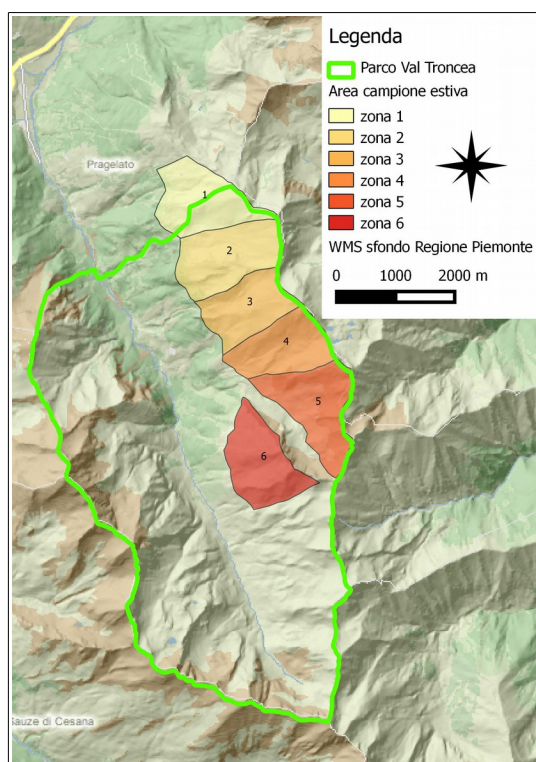 Legenda
Parco Val Troncea
Area campione estiva
zona 1
zona 2
zona 3
zona 4
zona 5
zona 6
WMS sfondo Regione Piemonte
0 1000 2000 m
Pragelato
1
2
3
4
5
6
Sauze di Cesana